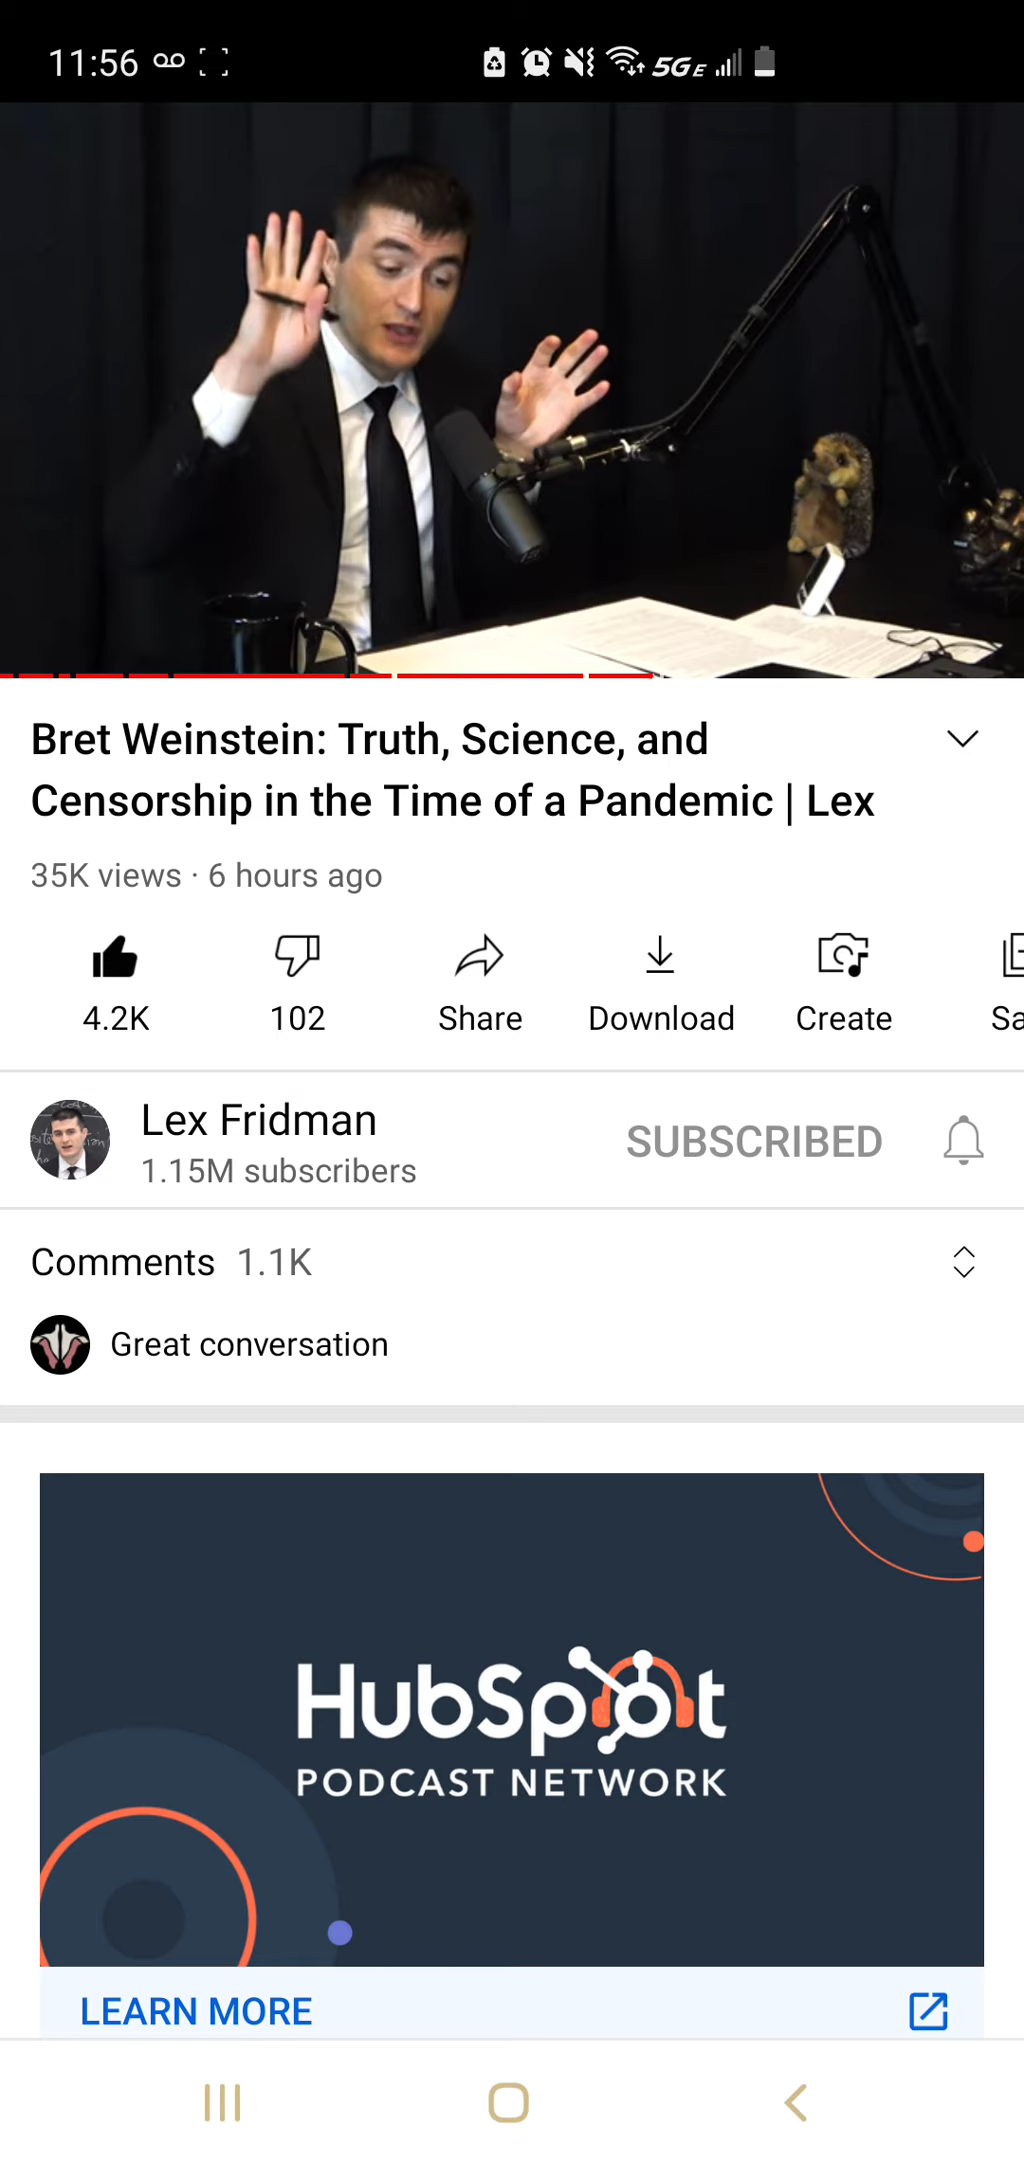 11:56
5G E
Bret Weinstein: Truth, Science, and
Censorship in the Time of a Pandemic | Lex
35K views · 6 hours ago
4.2K
102
Share
Download
Create
Sa
Lex Fridman
1.15M subscribers
SUBSCRIBED
Comments 1.1K
Great conversation
HubSpot
PODCAST NETWORK
LEARN MORE